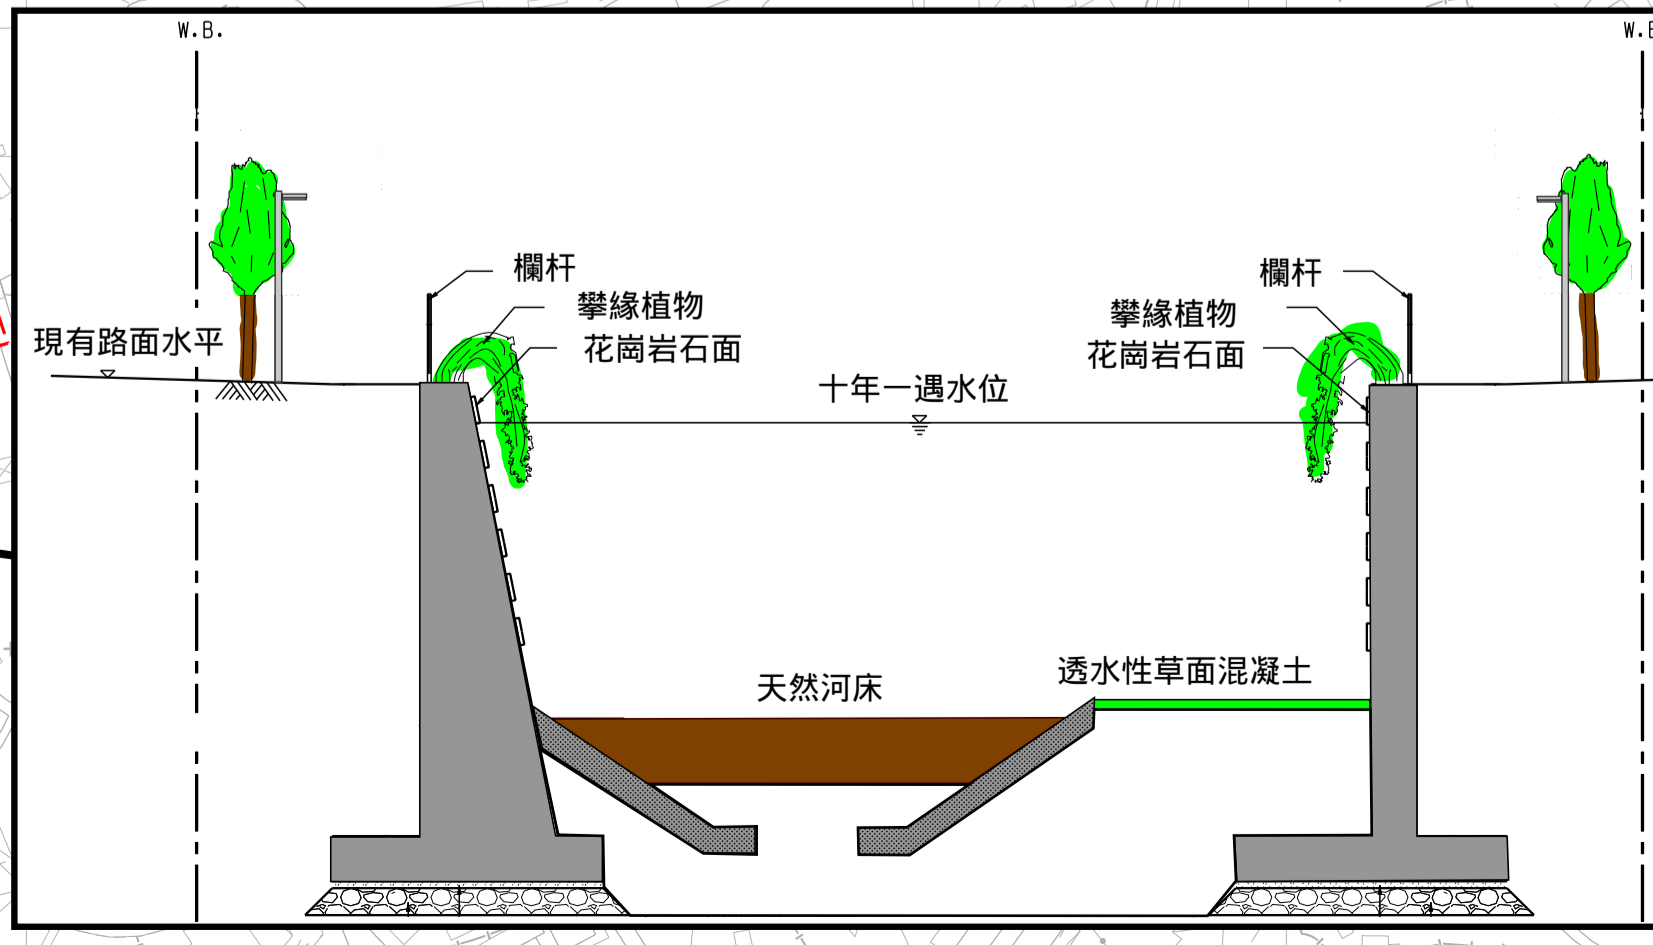 W.B.
欄杆
攀緣植物
花崗岩石面
現有路面水平
十年一遇水位
欄杆
攀緣植物
花崗岩石面
天然河床
透水性草面混凝土
W.B